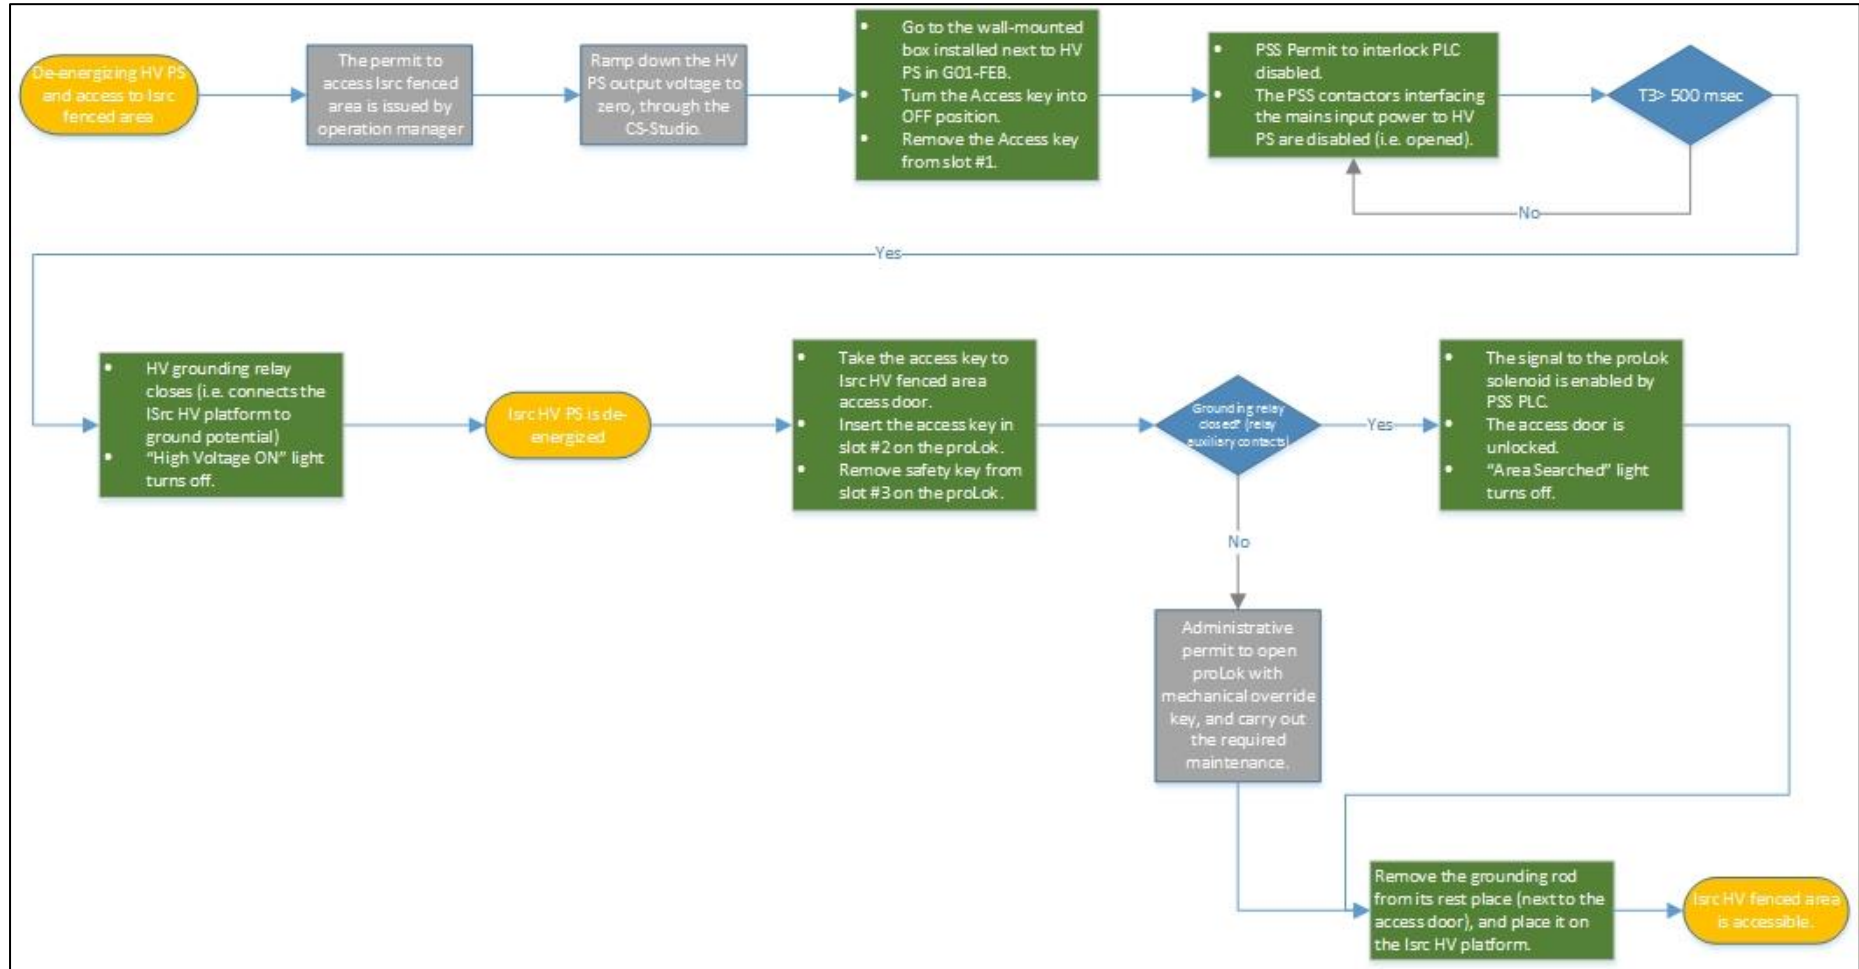 De-energizing HV PS
and access to Isrc
fenced area
The permit to
access Isrc fenced
area is issued by
operation manager
Ramp down the HV
PS output voltage to
zero, through the
CS-Studio.
• Go to the wall-mounted
box installed next to HV
PS in G01-FEB.
• Turn the Access key into
OFF position.
• Remove the Access key
from slot #1.
• PSS Permit to interlock PLC
disabled.
• The PSS contactors interfacing
the mains input power to HV
PS are disabled (i.e. opened).
T3> 500 msec
No
Yes
• HV grounding relay
closes (i.e. connects the
ISrc HV platform to
ground potential)
• “High Voltage ON” light
turns off.
Isrc HV PS is de-
energized
• Take the access key to
Isrc HV fenced area
access door.
• Insert the access key in
slot #2 on the proLok.
• Remove safety key from
slot #3 on the proLok.
Grounding relay
closed* (relay
auxiliary contacts)
Yes
• The signal to the proLok
solenoid is enabled by
PSS PLC.
• The access door is
unlocked.
• “Area Searched” light
turns off.
No
Administrative
permit to open
proLok with
mechanical override
key, and carry out
the required
maintenance.
Remove the grounding rod
from its rest place (next to the
access door), and place it on
the Isrc HV platform.
Isrc HV fenced area
is accessible.